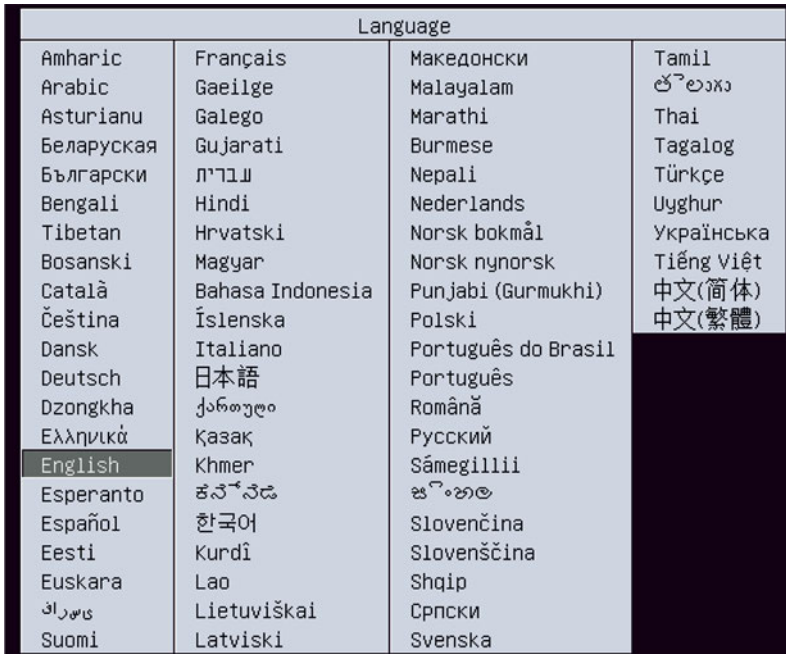 Language
Amharic
Arabic
Asturianu
Беларуская
Български
Bengali
Tibetan
Bosanski
Català
Čeština
Dansk
Deutsch
Dzongkha
Ελληνικά
English
Esperanto
Español
Eesti
Euskara
فارسی
Suomi
Français
Gaeilge
Galego
Gujarati
עברית
Hindi
Hrvatski
Magyar
Bahasa Indonesia
Íslenska
Italiano
日本語
ქართული
Қазақ
Khmer
ಕನ್ನಡ
한국어
Kurdî
Lao
Lietuviškai
Latviski
Македонски
Malayalam
Marathi
Burmese
Nepali
Nederlands
Norsk bokmål
Norsk nynorsk
Punjabi (Gurmukhi)
Polski
Português do Brasil
Português
Română
Русский
Sámegillii
සිංහල
Slovenčina
Slovenščina
Shqip
Српски
Svenska
Tamil
తెలుగు
Thai
Tagalog
Türkçe
Uyghur
Українська
Tiếng Việt
中文(简体)
中文(繁體)